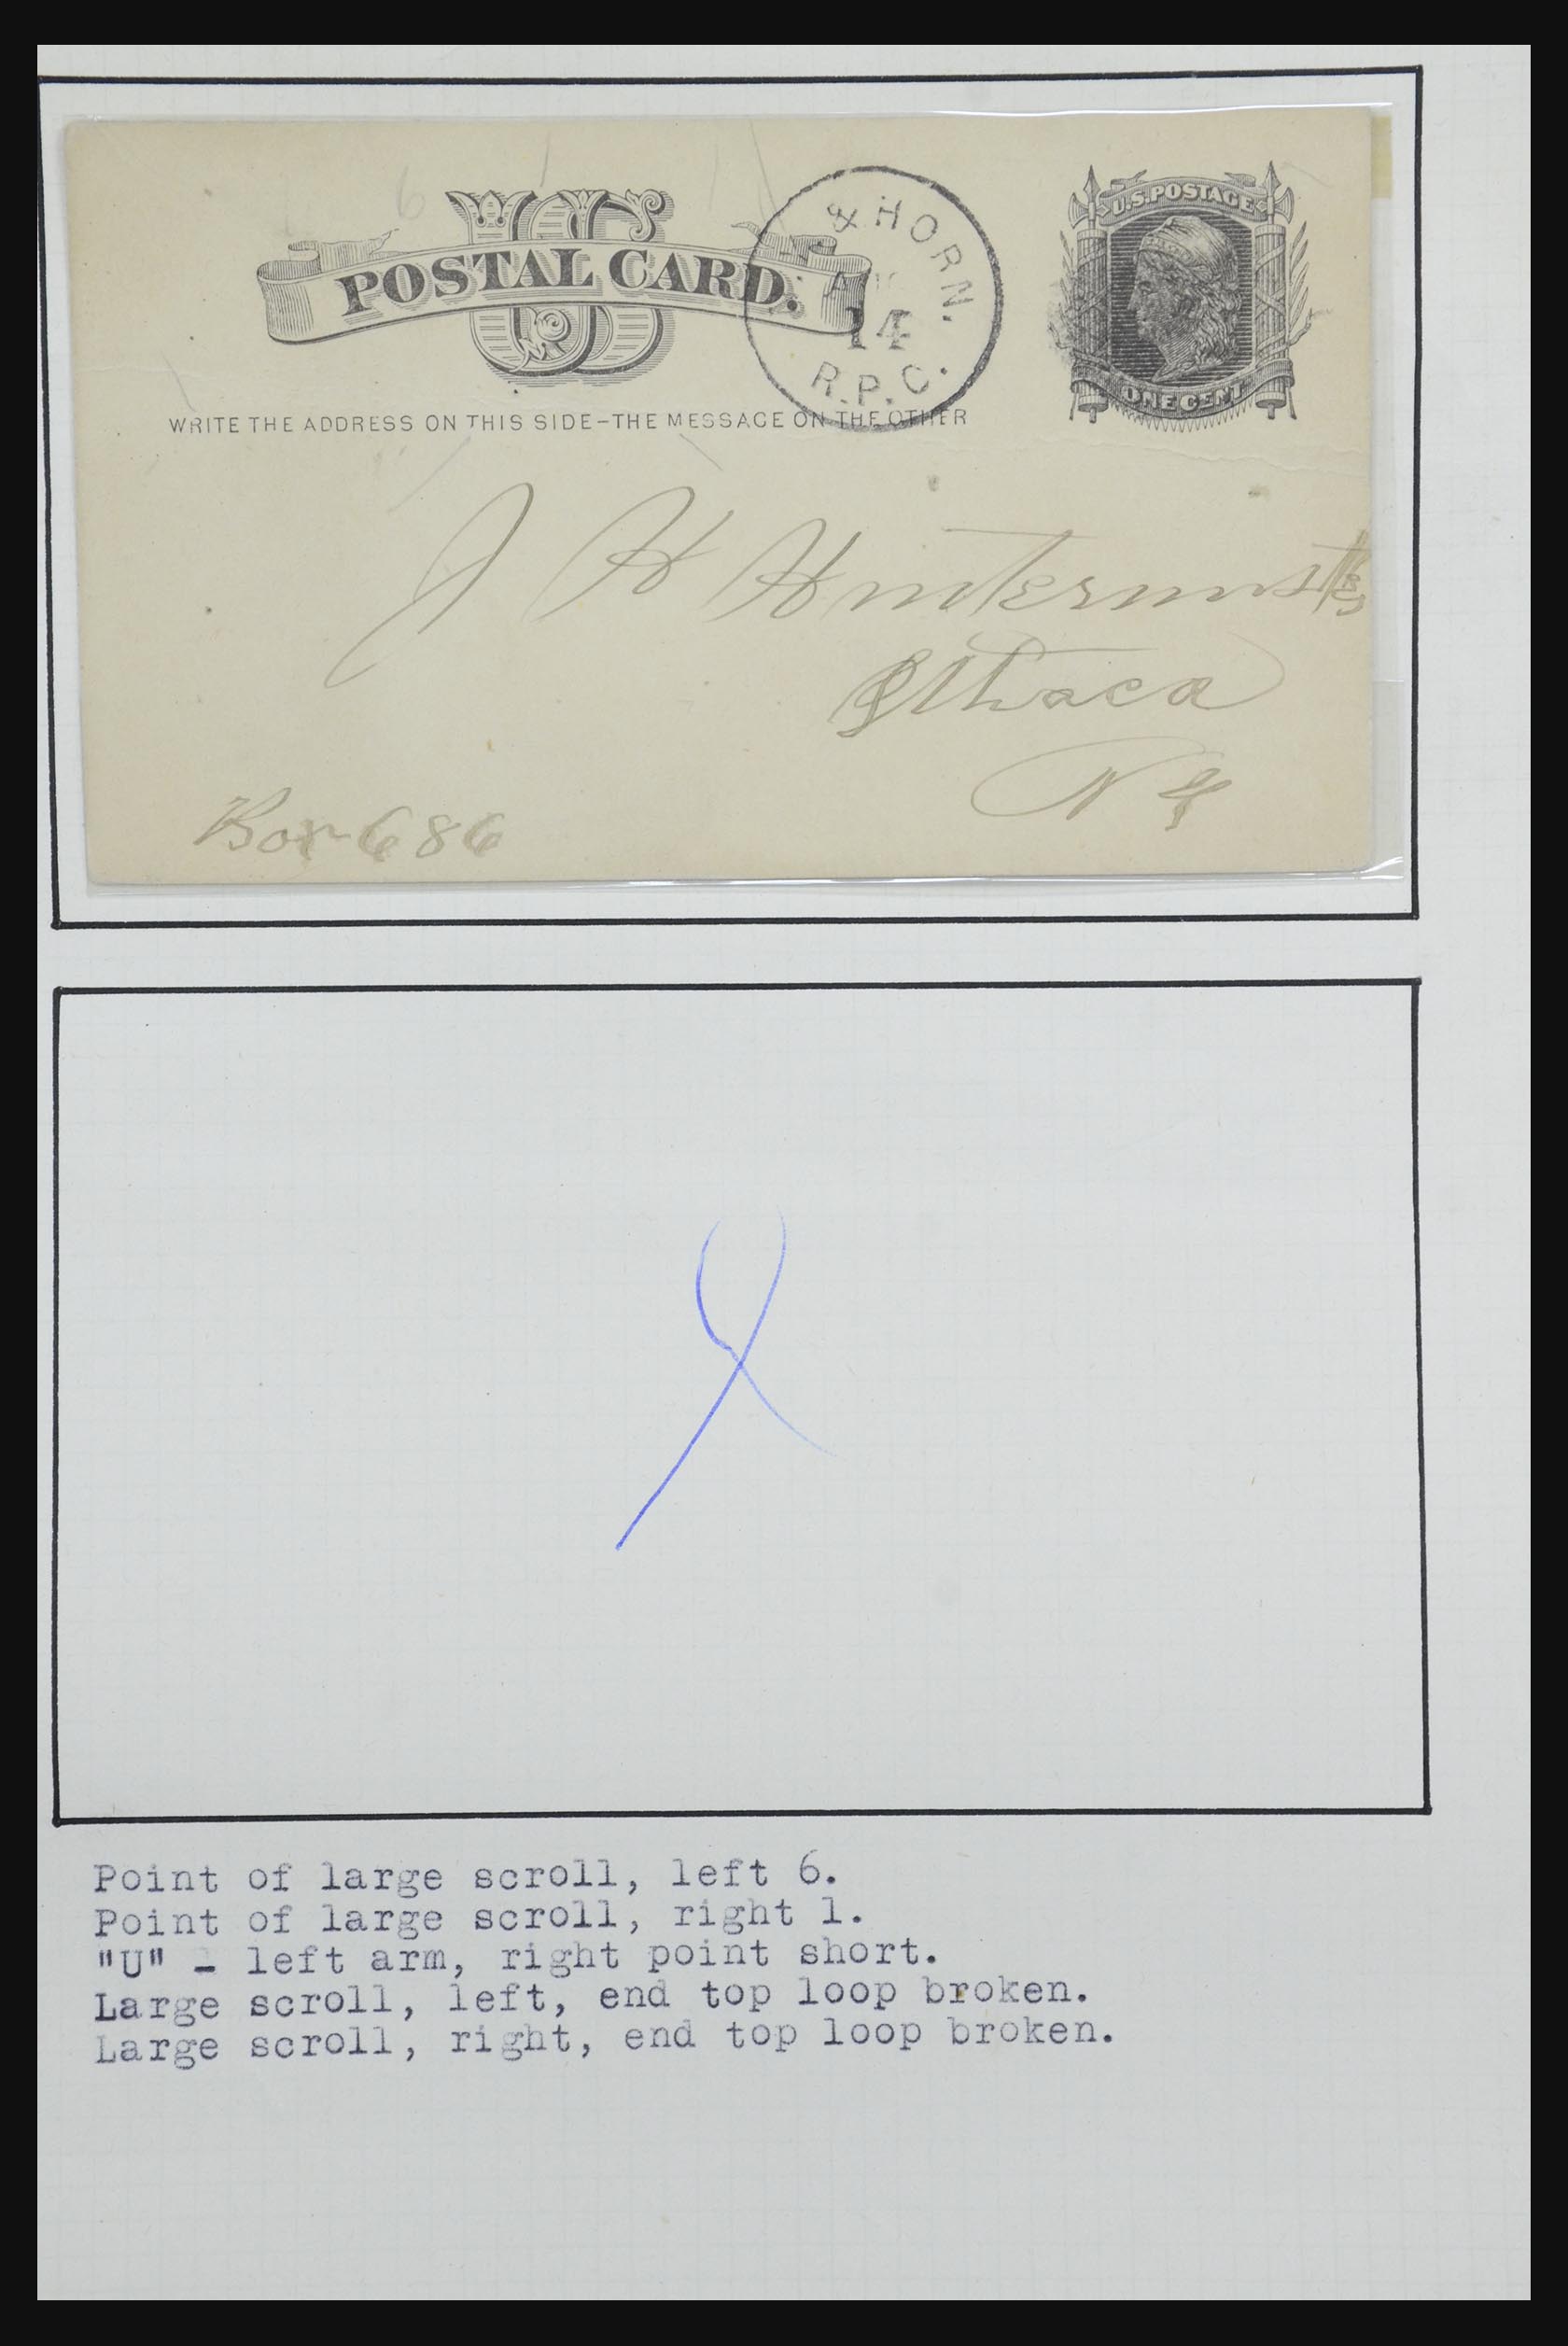 US
POSTAL CARD.
& HORN.
14
R.P.O.
U.S. POSTAGE
ONE CENT
WRITE THE ADDRESS ON THIS SIDE–THE MESSAGE ON THE OTHER
J H
Ithaca
N Y
Box 686
Point of large scroll, left 6.
Point of large scroll, right 1.
"U" - left arm, right point short.
Large scroll, left, end top loop broken.
Large scroll, right, end top loop broken.